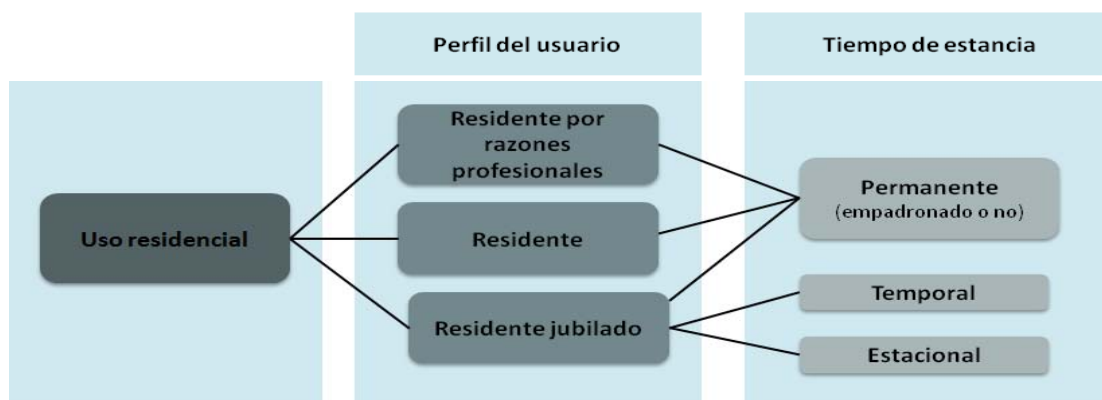 Perfil del usuario
Tiempo de estancia
Uso residencial
Residente por
razones
profesionales
Residente
Residente jubilado
Permanente
(empadronado o no)
Temporal
Estacional